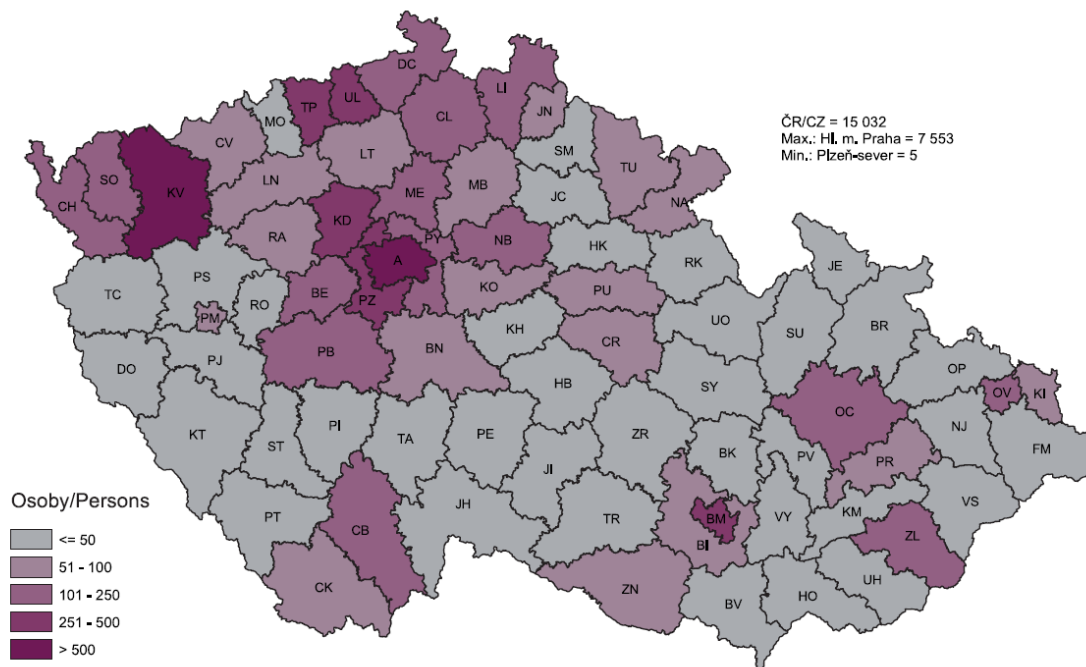 DC
LI
UL
TP
JN
CL
MO
CV
SM
LT
TU
ČR/CZ = 15 032
Max.: Hl. m. Praha = 7 553
Min.: Plzeň-sever = 5
SO
KV
LN
ME
MB
JC
NA
CH
KD
RA
PY
NB
HK
A
RK
JE
PS
TC
RO
BE
PZ
KO
PU
PM
UO
SU
BR
KH
CR
PB
BN
DO
PJ
OP
HB
SY
OV
KI
OC
KT
ST
PI
TA
PE
ZR
NJ
FM
BK
PV
PR
JI
Osoby/Persons
JH
VS
PT
CB
TR
BM
VY
KM
ZL
BI
<= 50
51 - 100
101 - 250
251 - 500
> 500
CK
ZN
UH
HO
BV